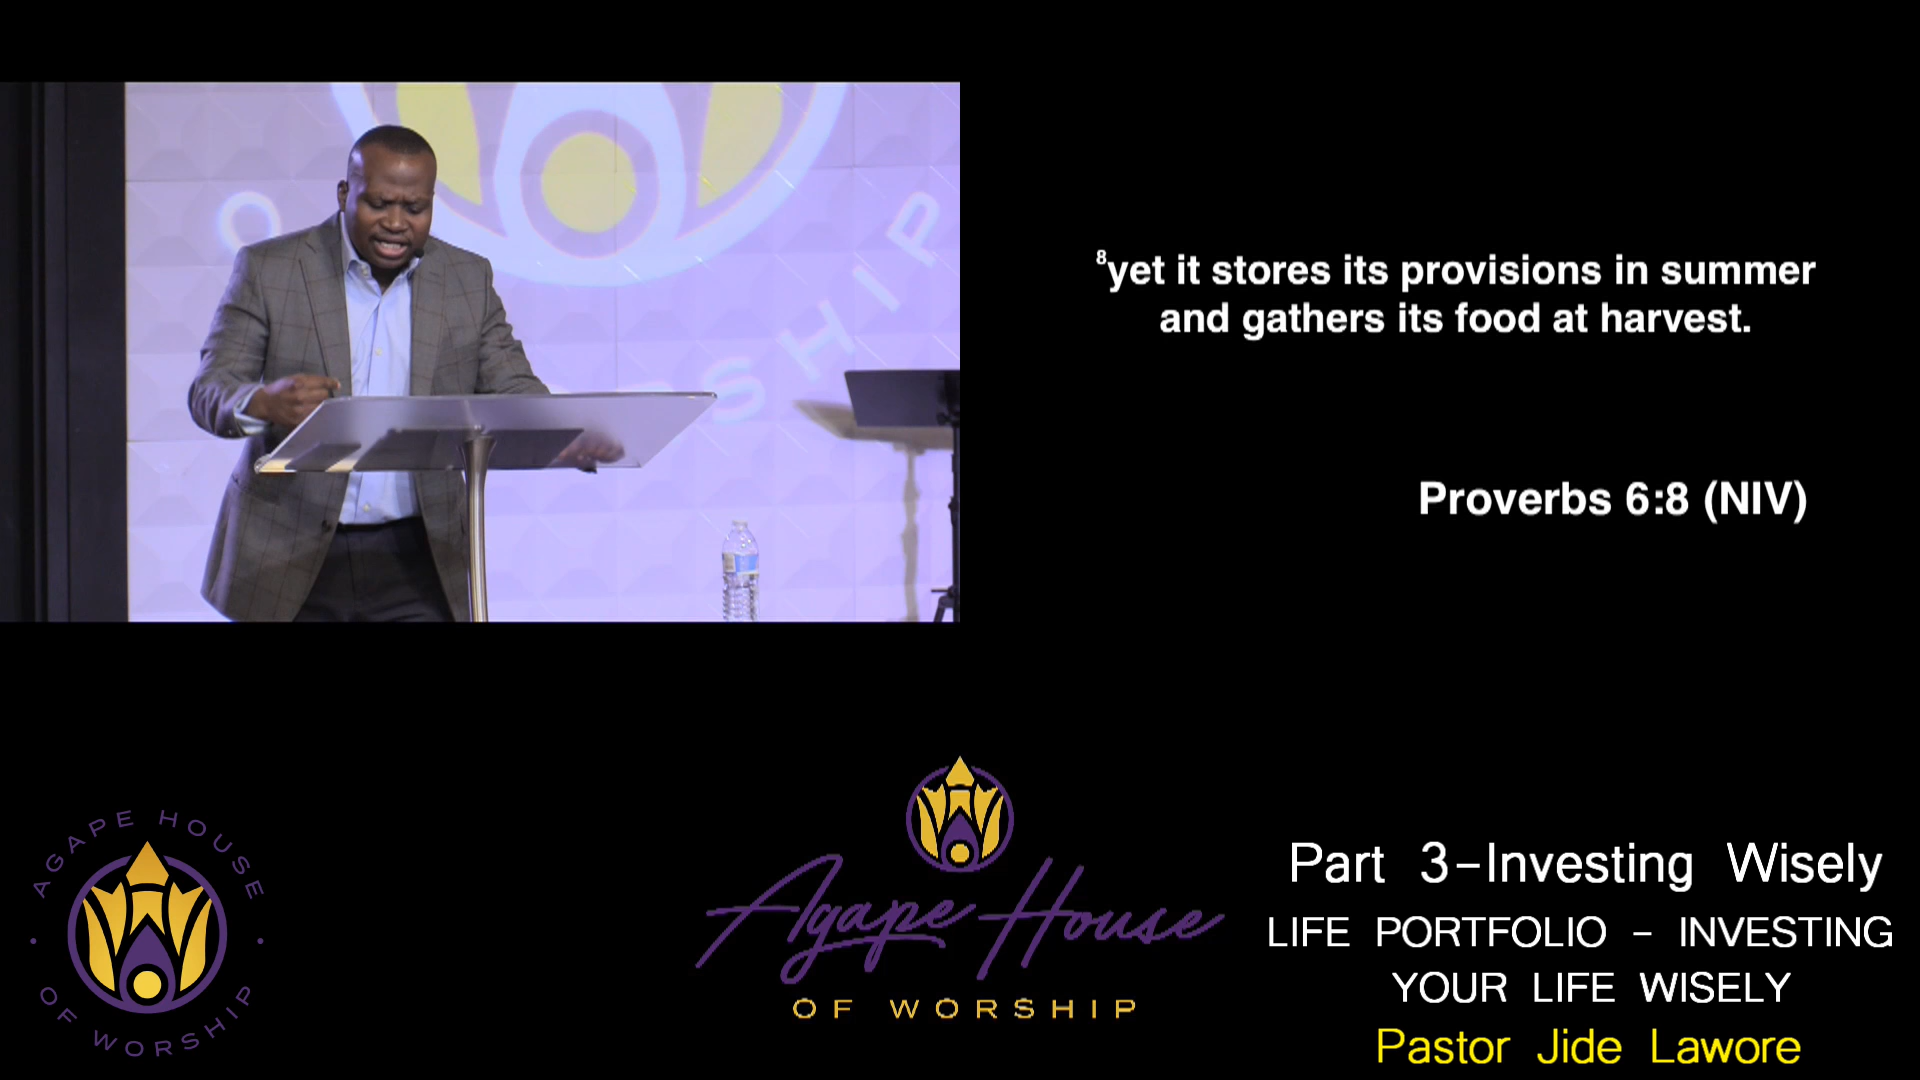 ⁸yet it stores its provisions in summer
and gathers its food at harvest.
Proverbs 6:8 (NIV)
O
RSHIP
AGAPE HOUSE
OF WORSHIP
Agape House
OF WORSHIP
Part 3-Investing Wisely
LIFE PORTFOLIO - INVESTING
YOUR LIFE WISELY
Pastor Jide Lawore